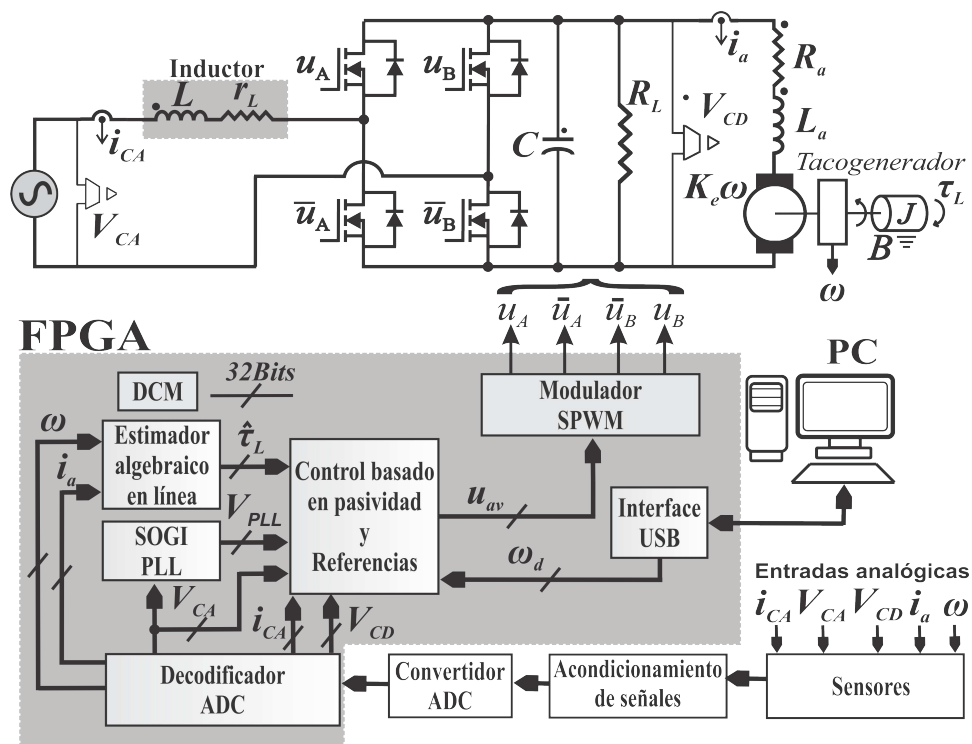 Inductor
L r_L
i_CA
V_CA
u_A
u_B
ū_A
ū_B
C
R_L
V_CD
i_a
R_a
L_a
K_e ω
Tacogenerador
τ_L
J
B
ω
u_A ū_A ū_B u_B
FPGA
PC
DCM
32Bits
Modulador
SPWM
ω
i_a
Estimador
algebraico
en línea
τ̂_L
V_PLL
SOGI
PLL
Control basado
en pasividad
y
Referencias
u_av
ω_d
Interface
USB
V_CA
i_CA
V_CD
Decodificador
ADC
Convertidor
ADC
Acondicionamiento
de señales
Entradas analógicas
i_CA V_CA V_CD i_a ω
Sensores